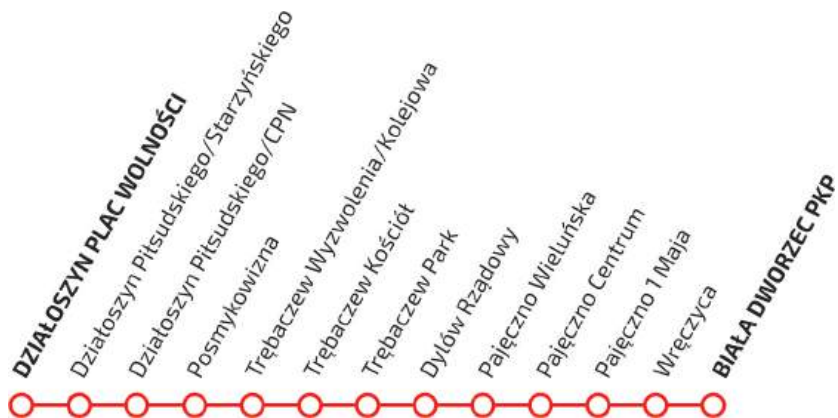 DZIAŁOSZYN PLAC WOLNOŚCI
Działoszyn Piłsudskiego/Starzyńskiego
Działoszyn Piłsudskiego/CPN
Posmykowizna
Trębaczew Wyzwolenia/Kolejowa
Trębaczew Kościół
Trębaczew Park
Dylów Rządowy
Pajęczno Wieluńska
Pajęczno Centrum
Pajęczno 1 Maja
Wręczyca
BIAŁA DWORZEC PKP